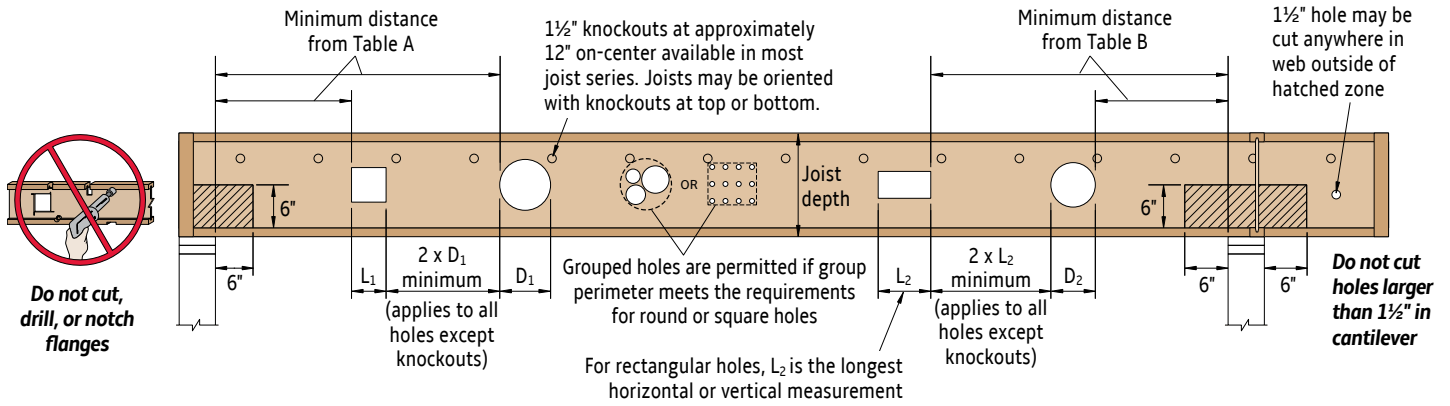 Minimum distance
from Table A
1½" knockouts at approximately
12" on-center available in most
joist series. Joists may be oriented
with knockouts at top or bottom.
Minimum distance
from Table B
1½" hole may be
cut anywhere in
web outside of
hatched zone
6"
6"
Do not cut,
drill, or notch
flanges
L₁
2 x D₁
minimum
(applies to all
holes except
knockouts)
D₁
OR
Grouped holes are permitted if group
perimeter meets the requirements
for round or square holes
Joist
depth
L₂
2 x L₂
minimum
(applies to all
holes except
knockouts)
D₂
For rectangular holes, L₂ is the longest
horizontal or vertical measurement
6"
6"
6"
Do not cut
holes larger
than 1½" in
cantilever